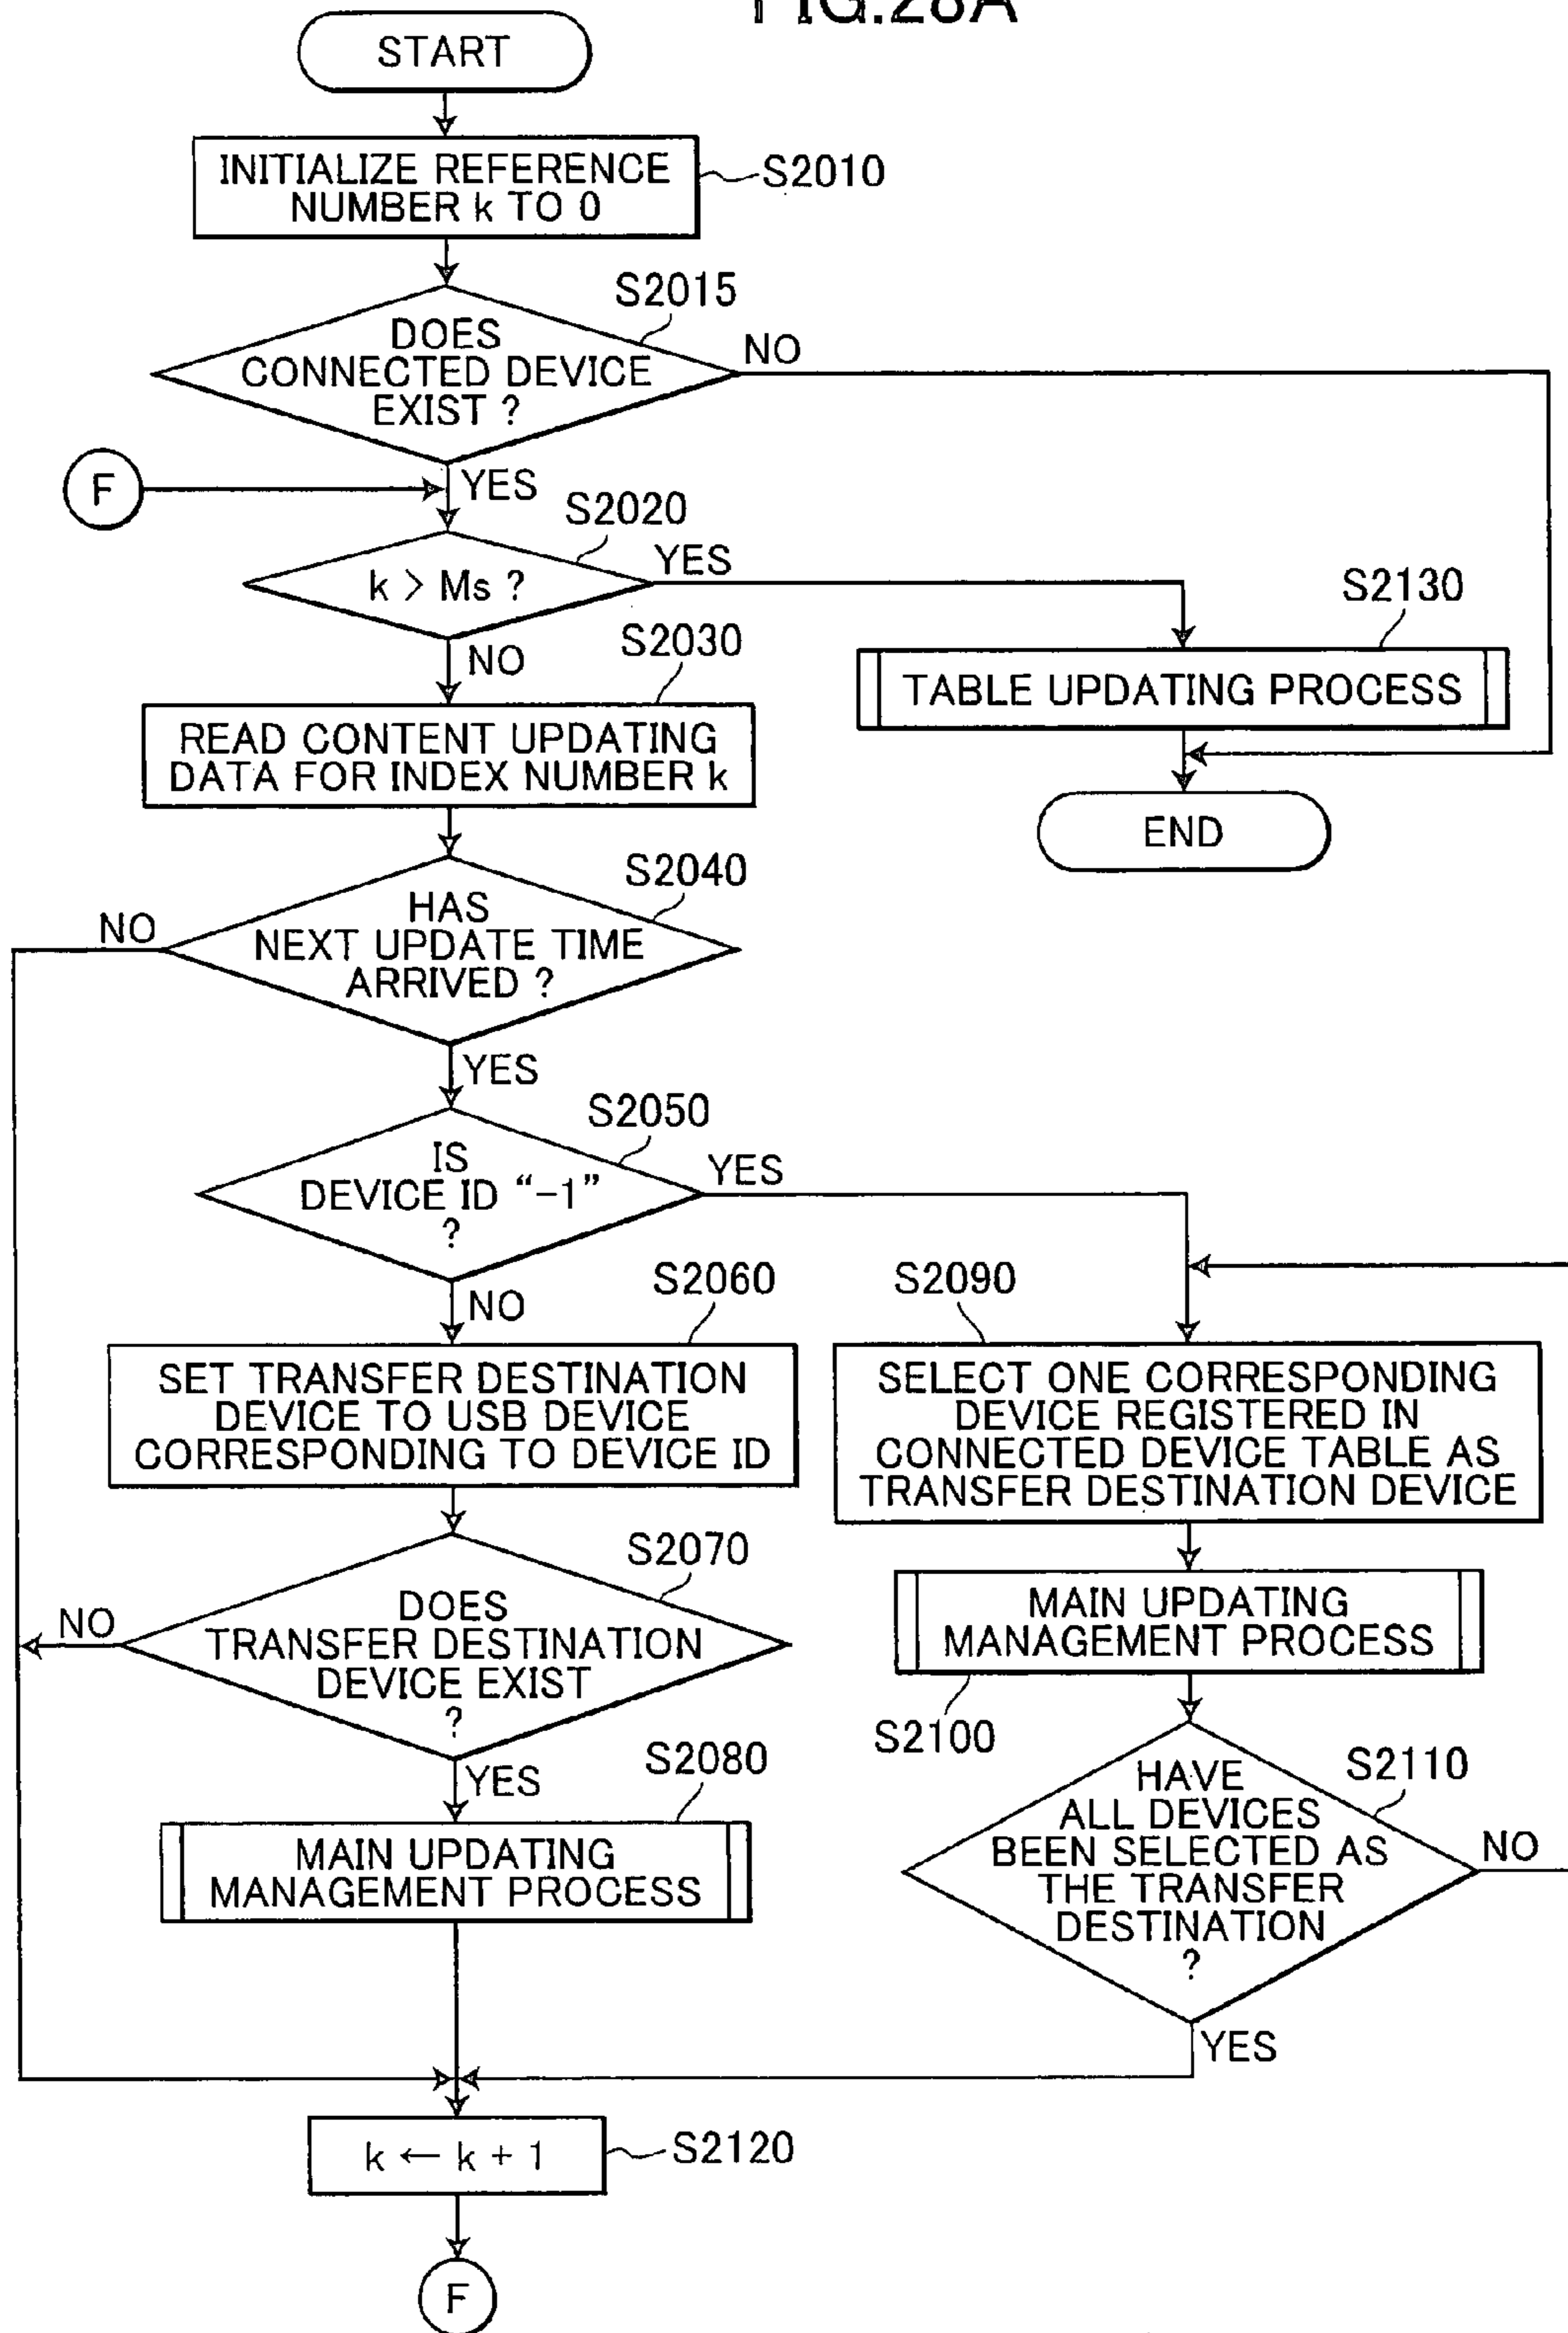 FIG.28A
START
INITIALIZE REFERENCE
NUMBER k TO 0
S2010
S2015
DOES
CONNECTED DEVICE
EXIST ?
NO
F
YES
S2020
k > Ms ?
YES
S2130
NO
S2030
TABLE UPDATING PROCESS
READ CONTENT UPDATING
DATA FOR INDEX NUMBER k
END
S2040
HAS
NEXT UPDATE TIME
ARRIVED ?
NO
YES
S2050
IS
DEVICE ID “-1”
?
YES
NO
S2060
S2090
SET TRANSFER DESTINATION
DEVICE TO USB DEVICE
CORRESPONDING TO DEVICE ID
SELECT ONE CORRESPONDING
DEVICE REGISTERED IN
CONNECTED DEVICE TABLE AS
TRANSFER DESTINATION DEVICE
S2070
DOES
TRANSFER DESTINATION
DEVICE EXIST
?
NO
MAIN UPDATING
MANAGEMENT PROCESS
S2100
YES
S2080
MAIN UPDATING
MANAGEMENT PROCESS
S2110
HAVE
ALL DEVICES
BEEN SELECTED AS
THE TRANSFER
DESTINATION
?
NO
YES
k ← k + 1
S2120
F